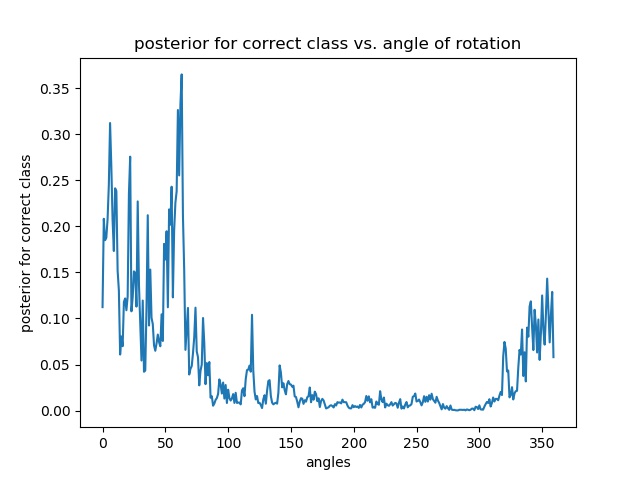 posterior for correct class vs. angle of rotation
0.35
0.30
0.25
0.20
0.15
0.10
0.05
0.00
posterior for correct class
0 50 100 150 200 250 300 350
angles